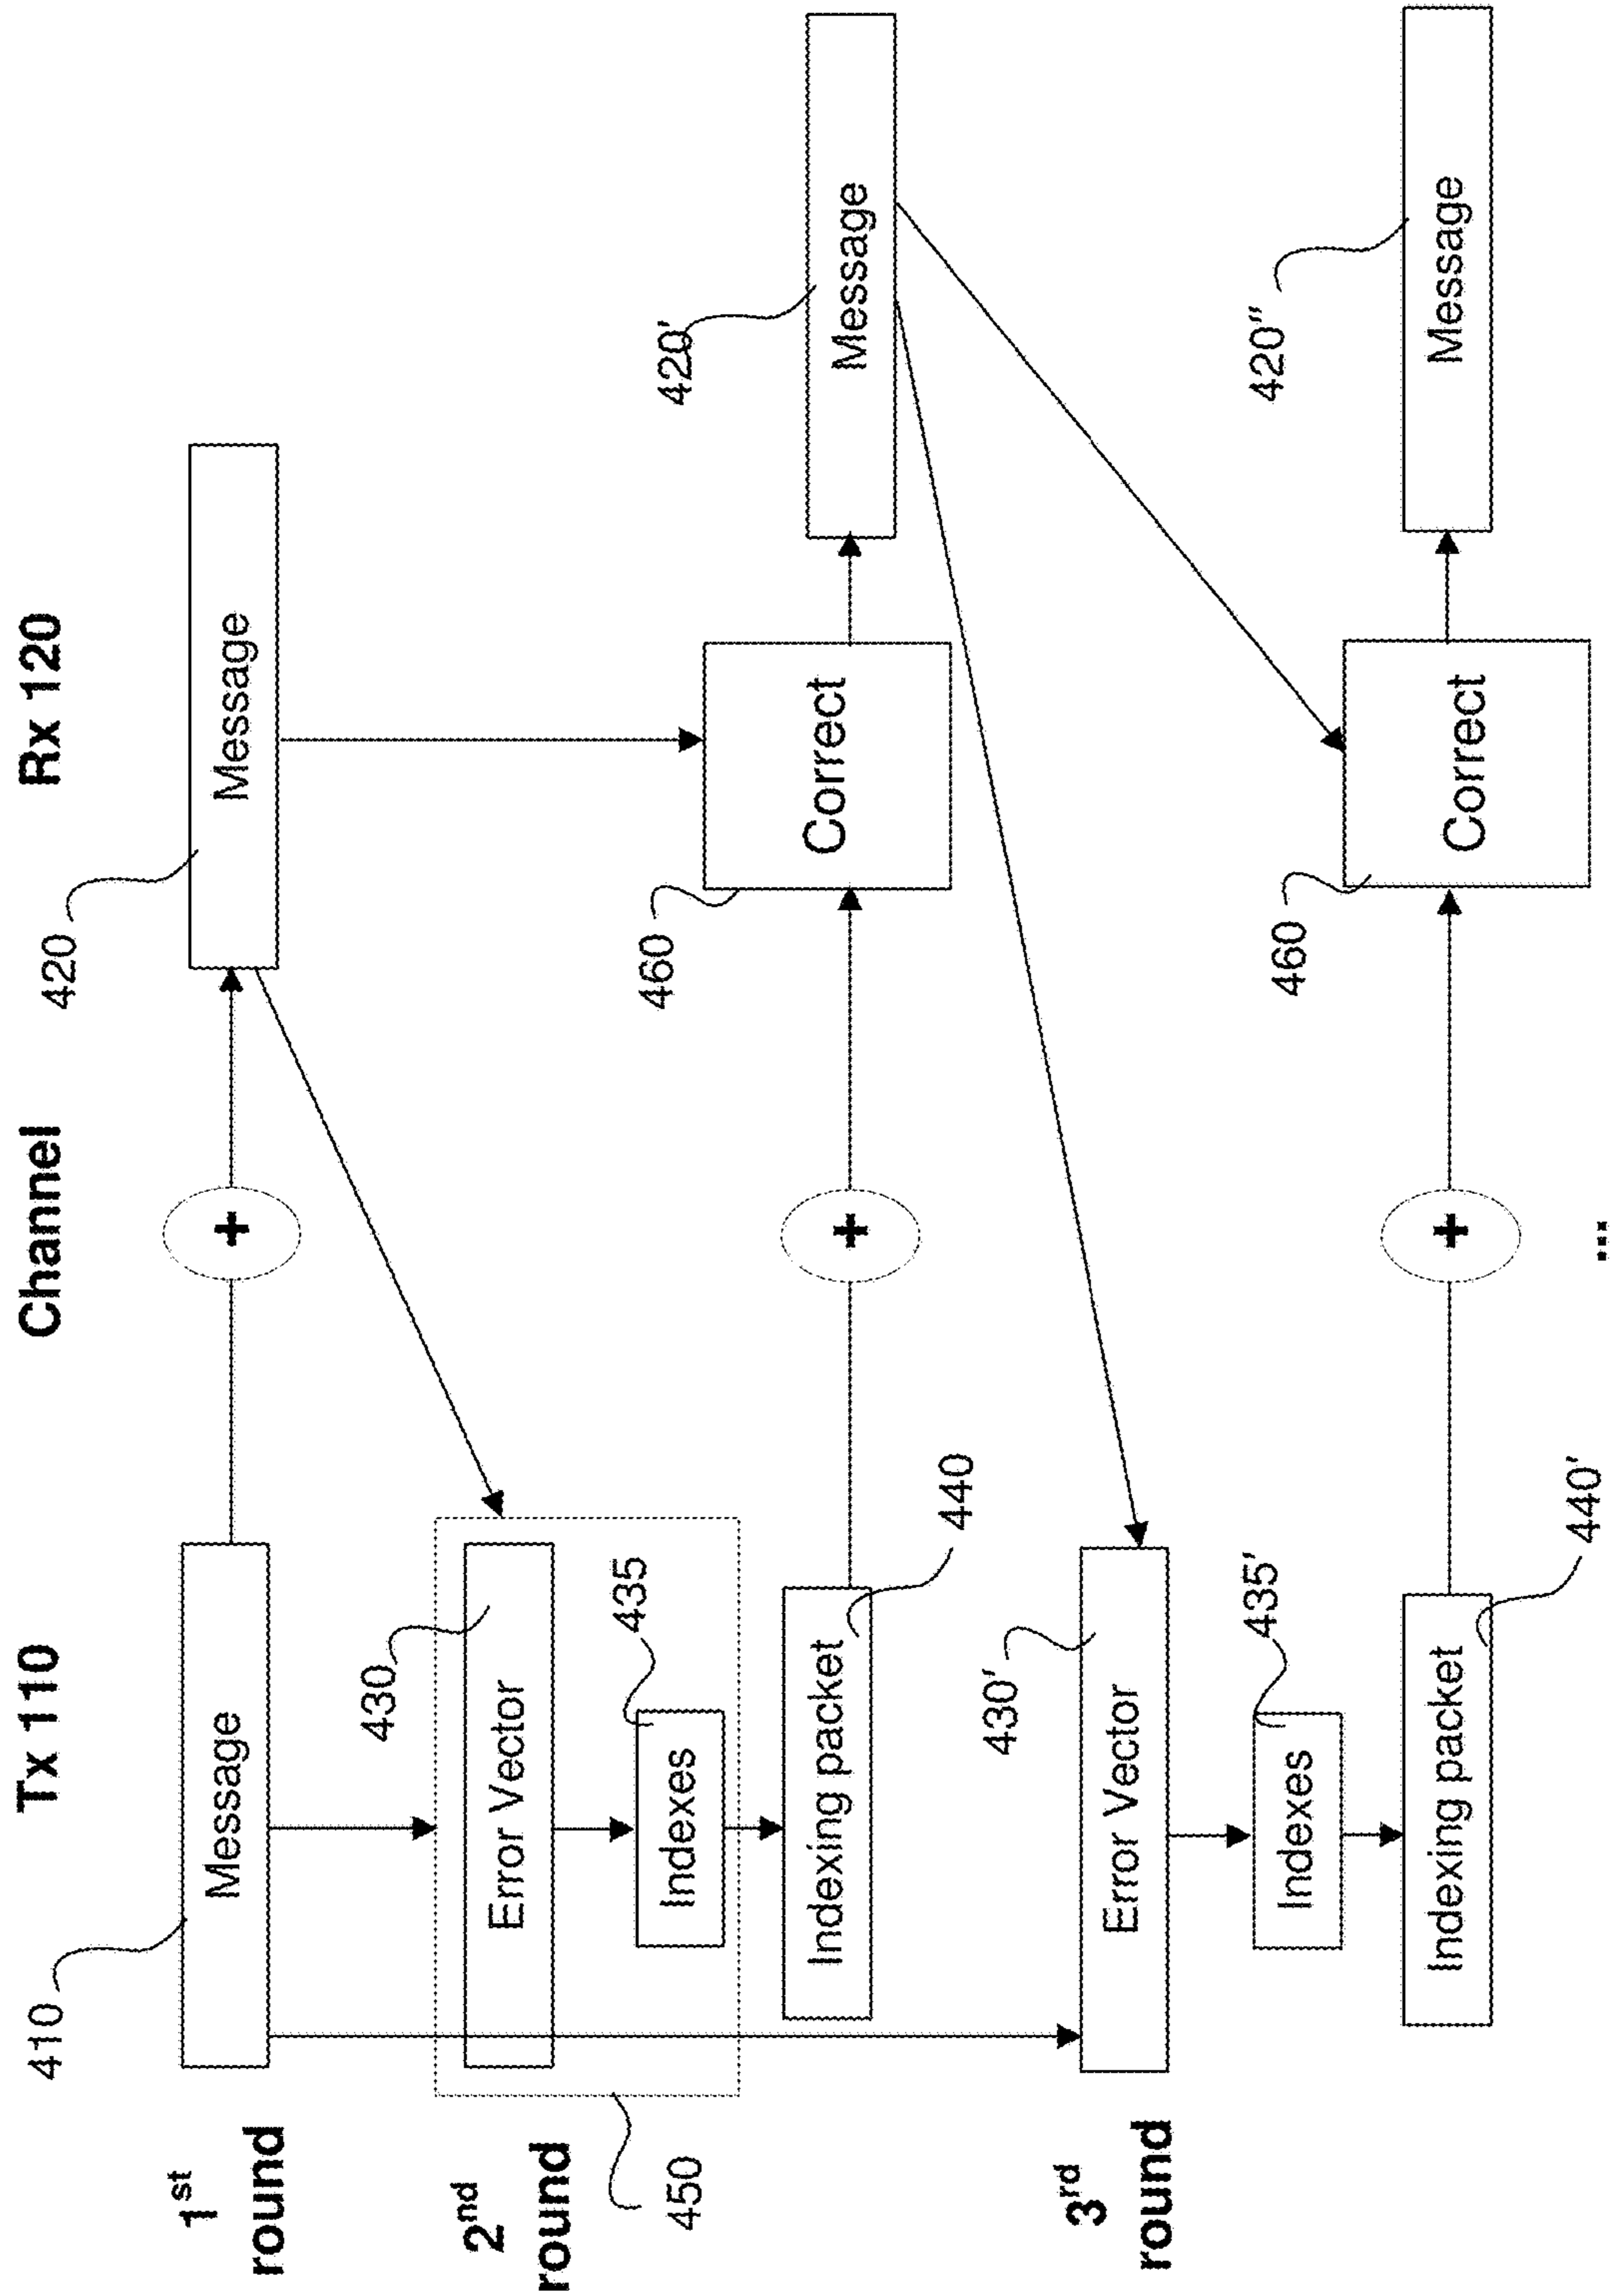 Tx 110
Channel
Rx 120
1st
round
410
Message
+
420
Message
2nd
round
450
430
Error Vector
435
Indexes
Indexing packet
440
+
460
Correct
420'
Message
3rd
round
430'
Error Vector
435'
Indexes
Indexing packet
440'
+
460
Correct
420"
Message
...